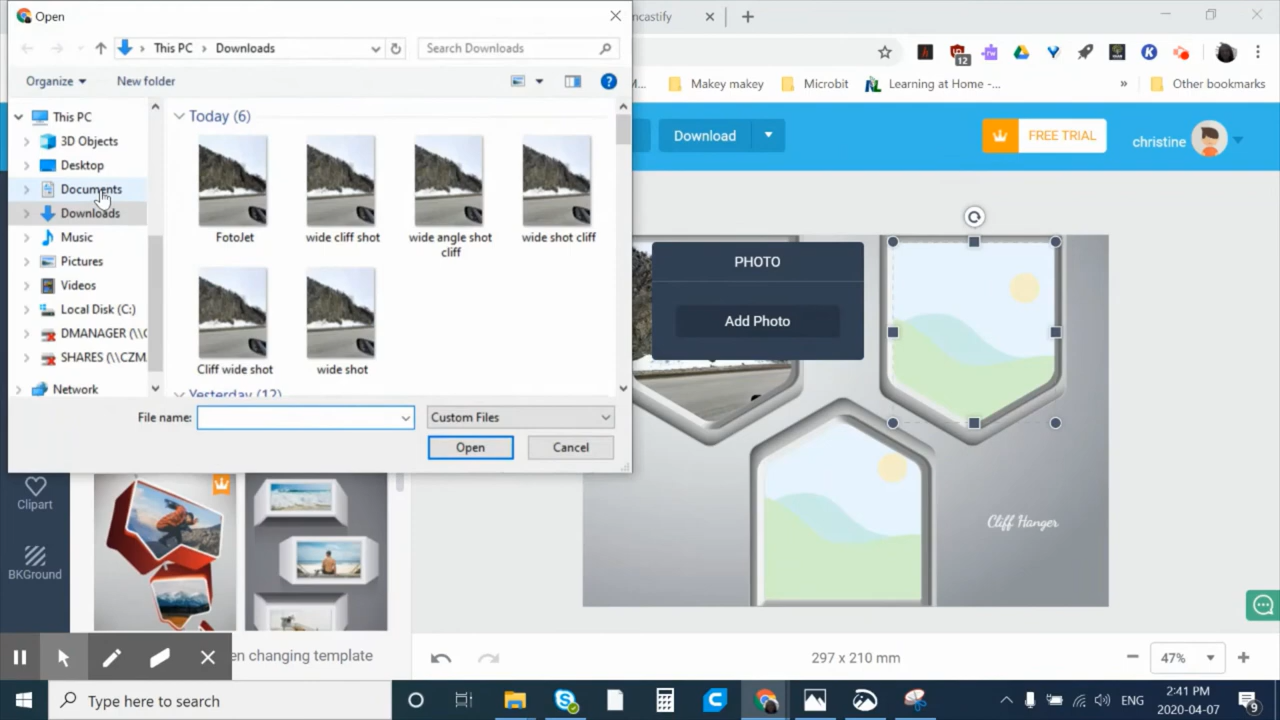 Open
ncastify
This PC
Downloads
Search Downloads
12
Organize
New folder
M...
Makey makey
Microbit
Learning at Home -...
»
Other bookmarks
This PC
3D Objects
Desktop
Documents
Downloads
Music
Pictures
Videos
Local Disk (C:)
DMANAGER (\\C
SHARES (\\CZM
Network
Today (6)
FotoJet
wide cliff shot
wide angle shot
cliff
wide shot cliff
Cliff wide shot
wide shot
Yesterday (12)
File name:
Custom Files
Open
Cancel
Download
FREE TRIAL
christine
PHOTO
Add Photo
Cliff Hanger
Clipart
BKGround
en changing template
297 x 210 mm
47%
Type here to search
ENG
2:41 PM
2020-04-07
9